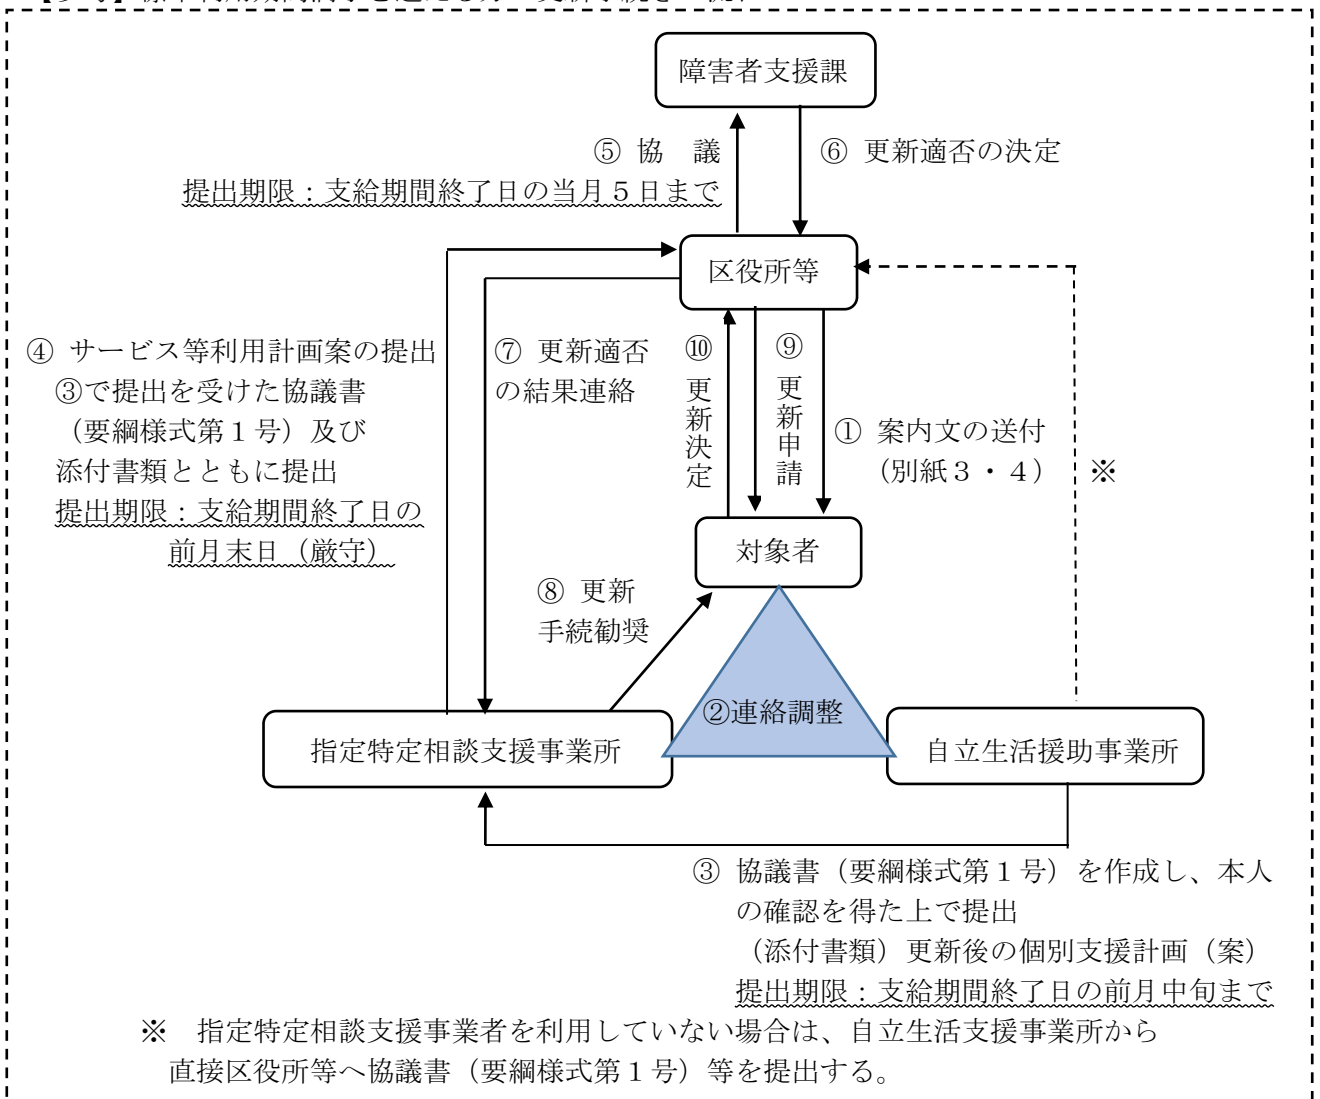 障害者支援課
⑤ 協　議
⑥ 更新適否の決定
提出期限：支給期間終了日の当月５日まで
区役所等
④ サービス等利用計画案の提出
③で提出を受けた協議書
（要綱様式第１号）及び
添付書類とともに提出
提出期限：支給期間終了日の
前月末日（厳守）
⑦ 更新適否
の結果連絡
⑩ 更新決定
⑨ 更新申請
① 案内文の送付
（別紙３・４）
※
対象者
⑧ 更新
手続勧奨
②連絡調整
指定特定相談支援事業所
自立生活援助事業所
③ 協議書（要綱様式第１号）を作成し、本人
の確認を得た上で提出
（添付書類）更新後の個別支援計画（案）
提出期限：支給期間終了日の前月中旬まで
※　指定特定相談支援事業者を利用していない場合は、自立生活支援事業所から
直接区役所等へ協議書（要綱様式第１号）等を提出する。